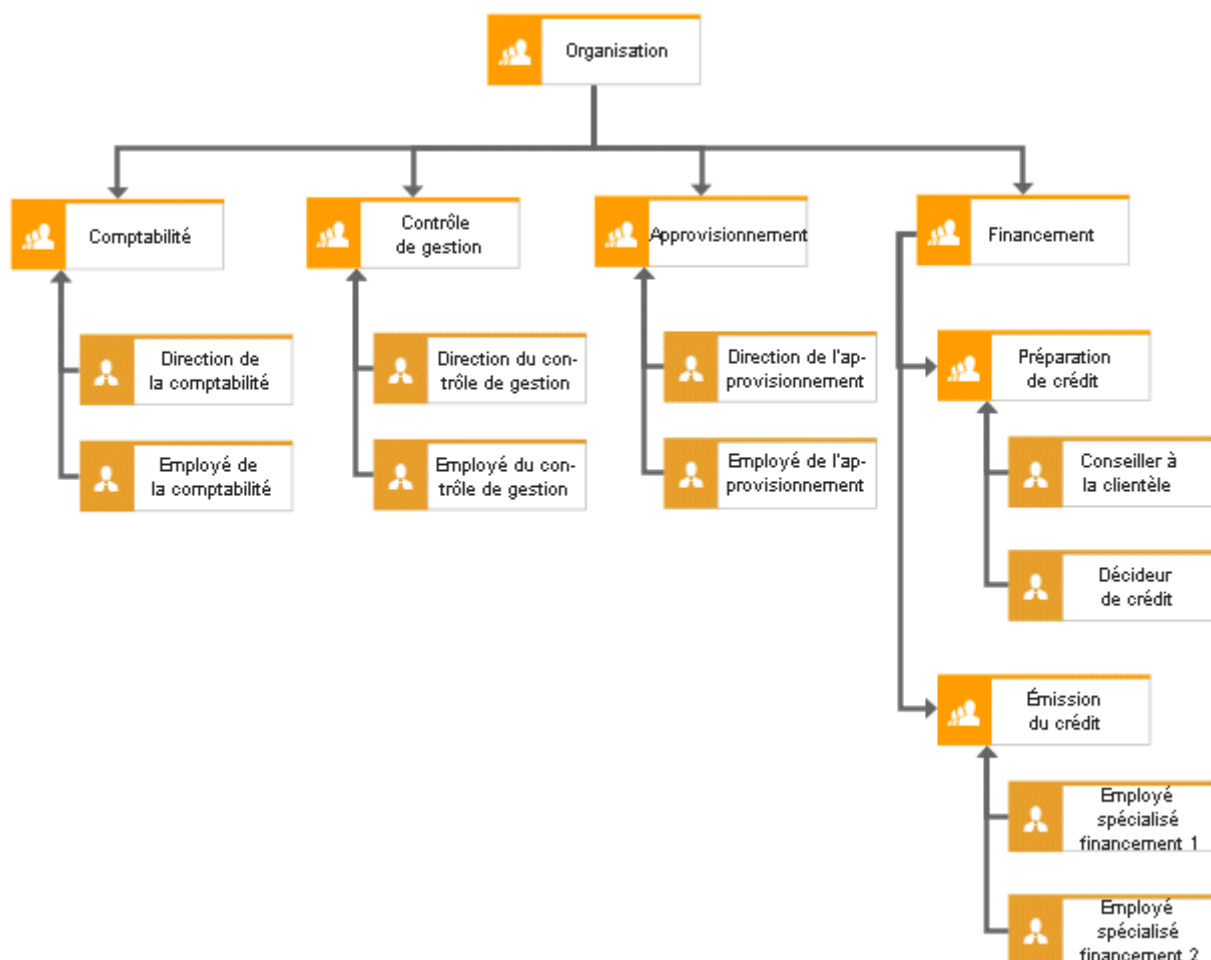 Organisation
Comptabilité
Contrôle
de gestion
Approvisionnement
Financement
Direction de
la comptabilité
Direction du con-
trôle de gestion
Direction de l'ap-
provisionnement
Préparation
de crédit
Employé de
la comptabilité
Employé du con-
trôle de gestion
Employé de l'ap-
provisionnement
Conseiller à
la clientèle
Décideur
de crédit
Émission
du crédit
Employé
spécialisé
financement 1
Employé
spécialisé
financement 2